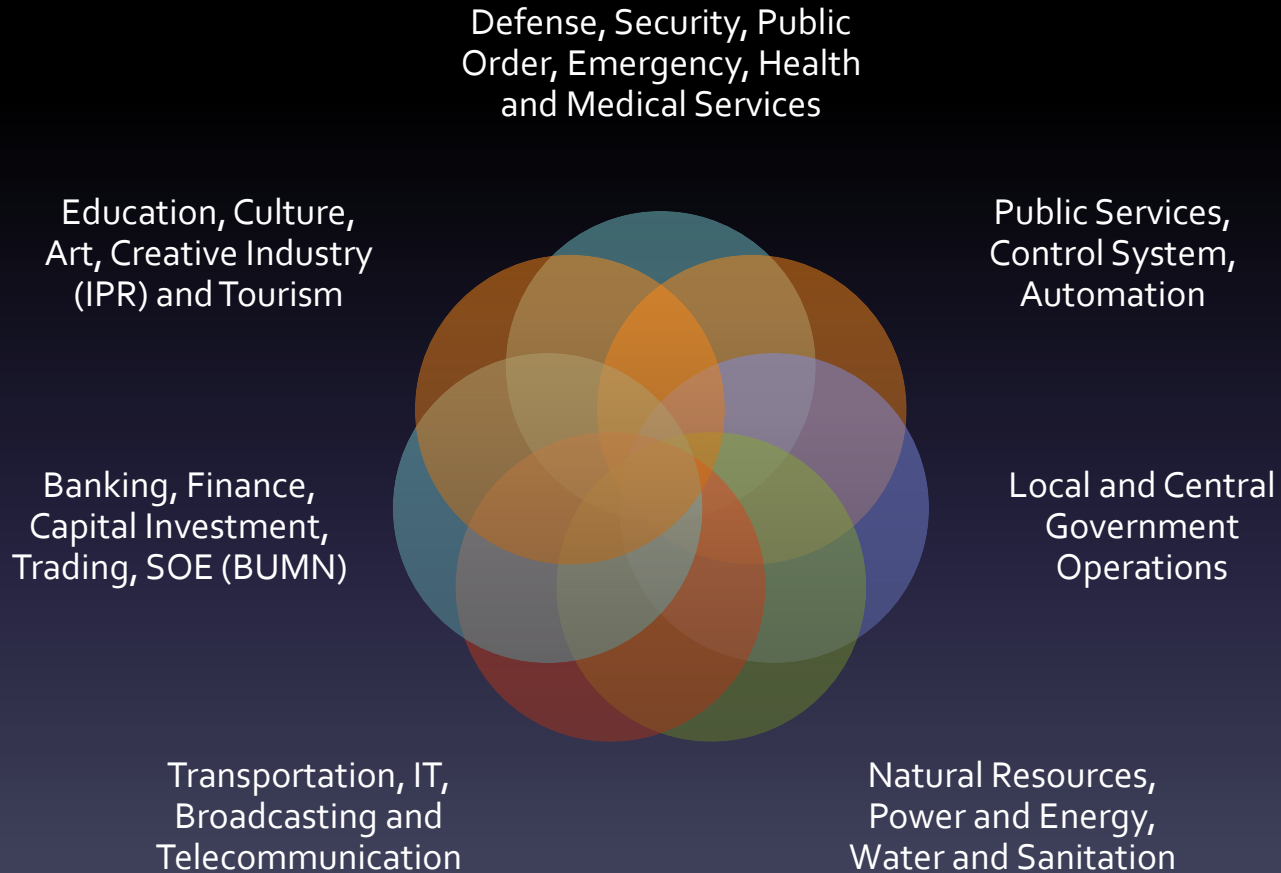 Defense, Security, Public
Order, Emergency, Health
and Medical Services
Education, Culture,
Art, Creative Industry
(IPR) and Tourism
Public Services,
Control System,
Automation
Banking, Finance,
Capital Investment,
Trading, SOE (BUMN)
Local and Central
Government
Operations
Transportation, IT,
Broadcasting and
Telecommunication
Natural Resources,
Power and Energy,
Water and Sanitation